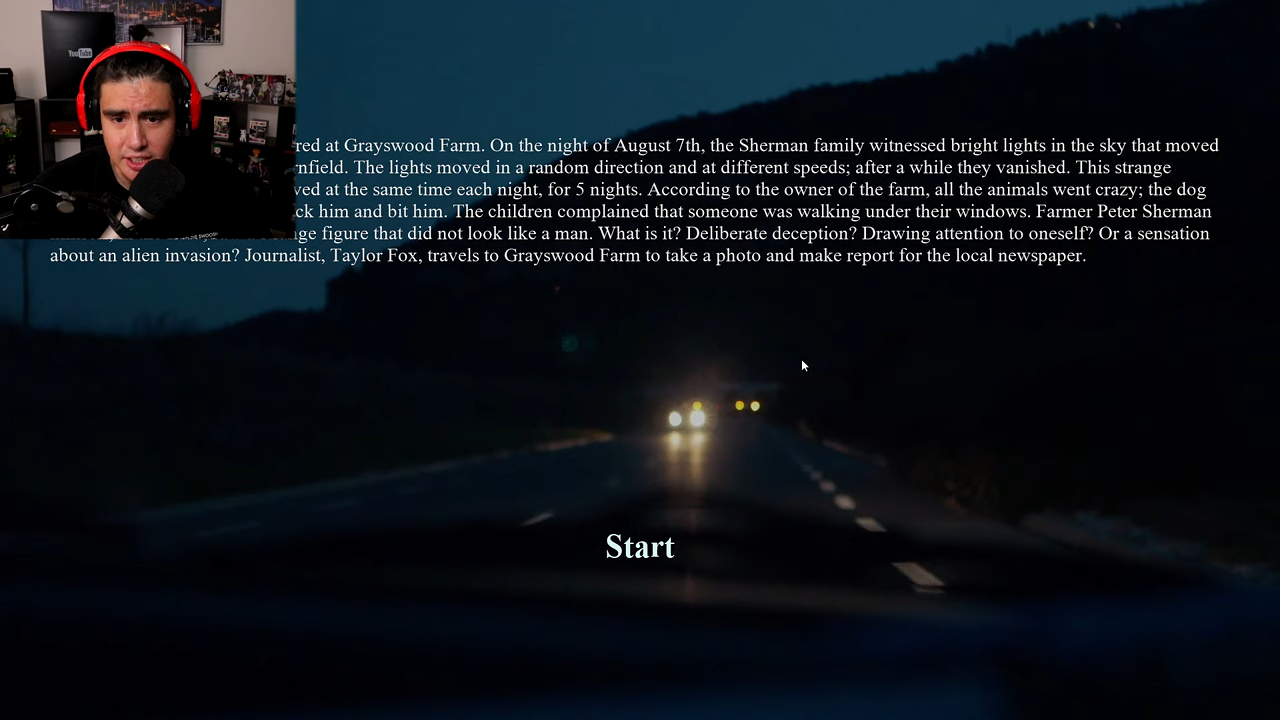 YouTube
red at Grayswood Farm. On the night of August 7th, the Sherman family witnessed bright lights in the sky that moved
nfield. The lights moved in a random direction and at different speeds; after a while they vanished. This strange
ved at the same time each night, for 5 nights. According to the owner of the farm, all the animals went crazy; the dog
ck him and bit him. The children complained that someone was walking under their windows. Farmer Peter Sherman
nge figure that did not look like a man. What is it? Deliberate deception? Drawing attention to oneself? Or a sensation
about an alien invasion? Journalist, Taylor Fox, travels to Grayswood Farm to take a photo and make report for the local newspaper.
Start